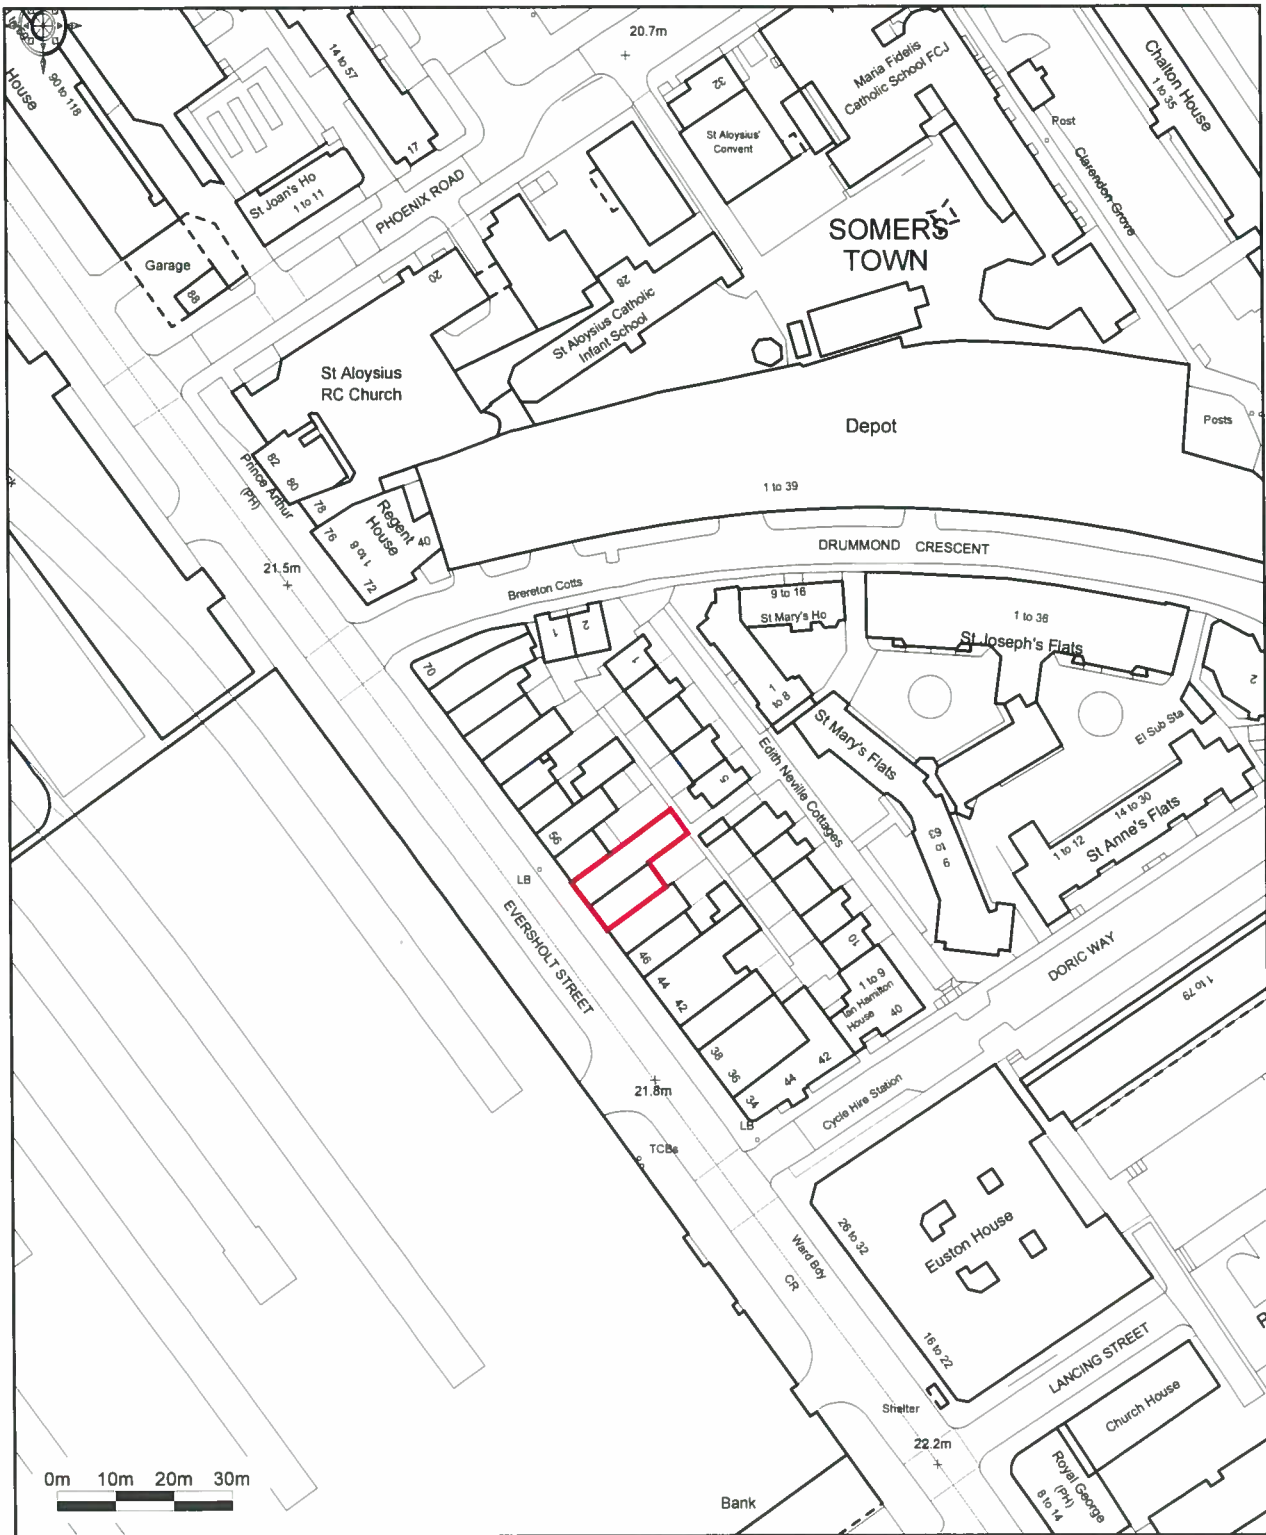 House
90 to 118
14 to 57
17
St Joan's Ho
1 to 11
PHOENIX ROAD
20.7m
32
St Aloysius'
Convent
Maria Fidelis
Catholic School FCJ
Post
Chalton House
1 to 35
Clarendon Grove
SOMERS
TOWN
Garage
88
20
28
St Aloysius Catholic
Infant School
St Aloysius
RC Church
Depot
Posts
1 to 39
82
80
78
76
72
Prince Arthur
(PH)
Regent
House
1 to 8
40
21.5m
DRUMMOND CRESCENT
Brereton Cotts
1
2
9 to 16
St Mary's Ho
1 to 36
St Joseph's Flats
70
1
1
to 8
2
St Mary's Flats
El Sub Sta
Edith Neville Cottages
5
56
14 to 30
1 to 12
St Anne's Flats
9
to
63
LB
EVERSHOLT STREET
10
46
44
42
1 to 9
Ian Hamilton
House
40
DORIC WAY
1 to 79
38
36
34
44
42
21.8m
LB
Cycle Hire Station
TCBs
26 to 32
Euston House
Ward Bdy
CR
16 to 22
LANCING STREET
Shelter
Church House
22.2m
Royal George
(PH)
8 to 14
0m 10m 20m 30m
Bank